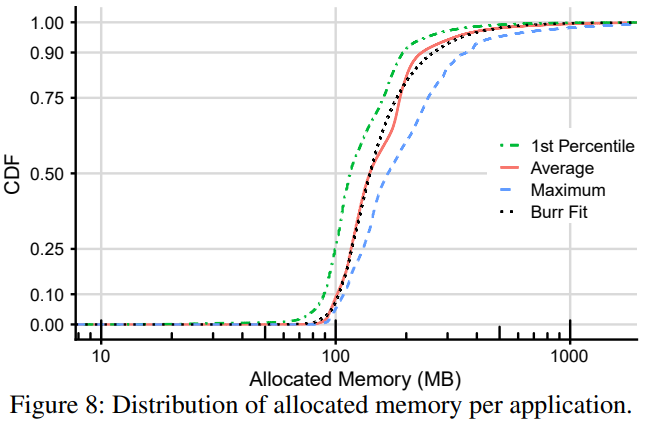 1.00
0.90
0.75
0.50
0.25
0.10
0.00
CDF
1st Percentile
Average
Maximum
Burr Fit
10
100
1000
Allocated Memory (MB)
Figure 8: Distribution of allocated memory per application.